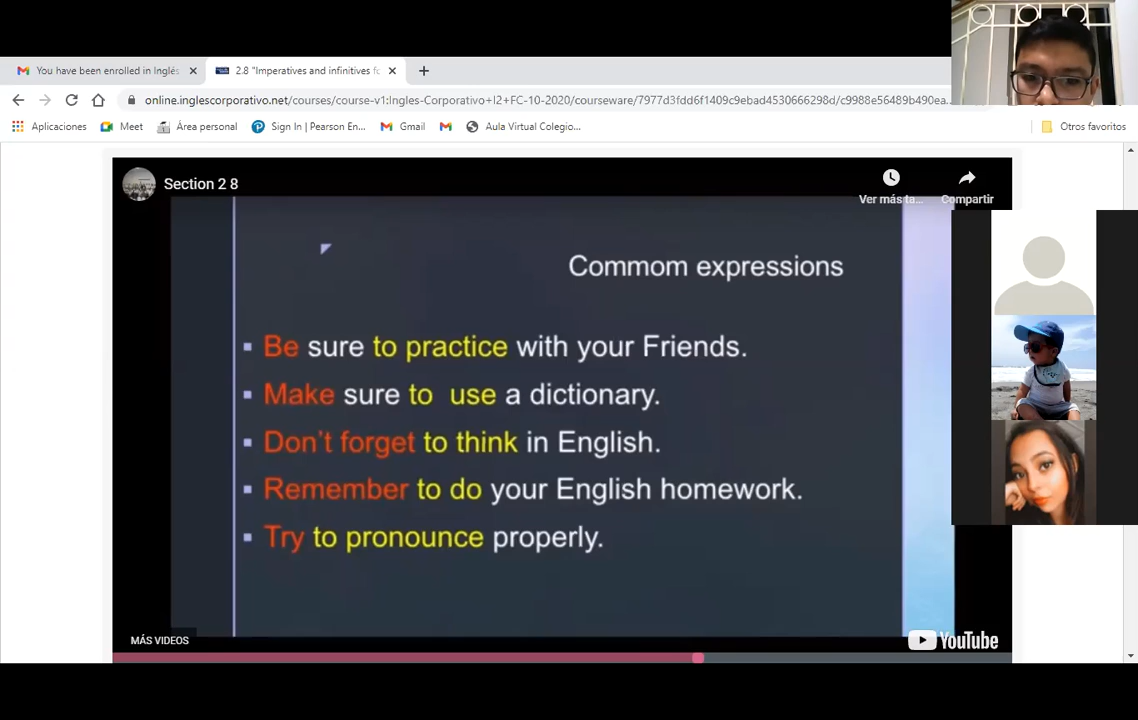 You have been enrolled in Inglés
2.8 "Imperatives and infinitives fo
online.inglescorporativo.net/courses/course-v1:Ingles-Corporativo+I2+FC-10-2020/courseware/7977d3fdd6f1409c9ebad4530666298d/c9988e56489b490ea...
Aplicaciones
Meet
Área personal
Sign In | Pearson En...
Gmail
Aula Virtual Colegio...
Otros favoritos
Section 2 8
Ver más ta...
Compartir
Commom expressions
Be sure to practice with your Friends.
Make sure to use a dictionary.
Don't forget to think in English.
Remember to do your English homework.
Try to pronounce properly.
MÁS VIDEOS
YouTube